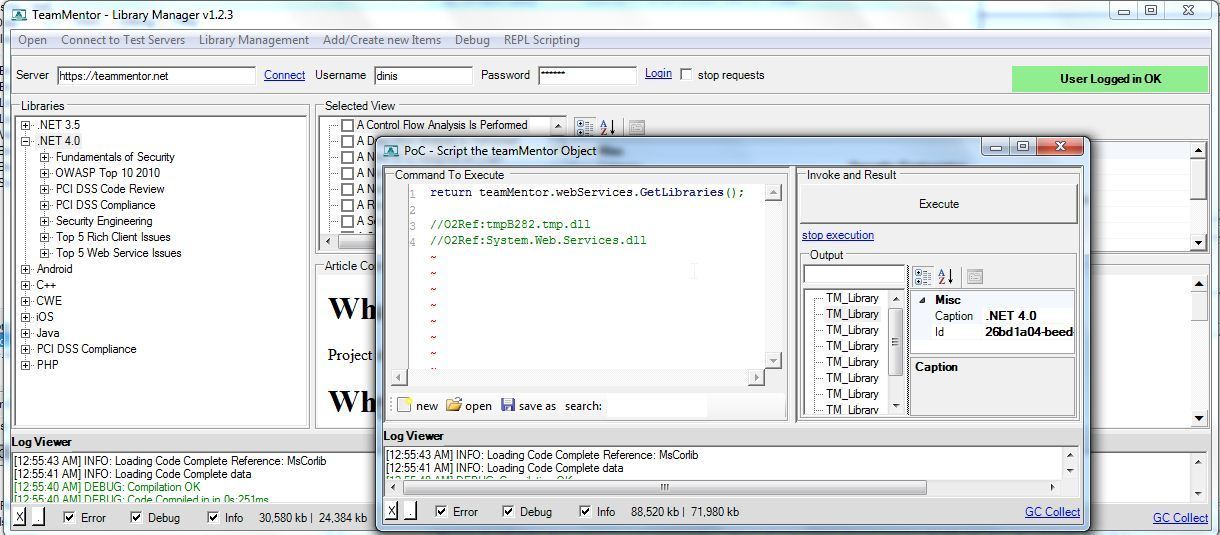 TeamMentor - Library Manager v1.2.3
Open Connect to Test Servers Library Management Add/Create new Items Debug REPL Scripting
Server https://teammentor.net Connect Username dinis Password ****** Login stop requests User Logged in OK
Libraries
.NET 3.5
.NET 4.0
Fundamentals of Security
OWASP Top 10 2010
PCI DSS Code Review
PCI DSS Compliance
Security Engineering
Top 5 Rich Client Issues
Top 5 Web Service Issues
Android
C++
CWE
iOS
Java
PCI DSS Compliance
PHP
Selected View
A Control Flow Analysis Is Performed
Article Co
Wh
Project
Wh
Log Viewer
[12:55:43 AM] INFO: Loading Code Complete Reference: MsCorlib
[12:55:41 AM] INFO: Loading Code Complete data
[12:55:40 AM] DEBUG: Compilation OK
[12:55:40 AM] DEBUG: Code Compiled in in 0s:251ms
X . Error Debug Info 30,580 kb | 24,384 kb
GC Collect
PoC - Script the teamMentor Object
Command To Execute
1 return teamMentor.webServices.GetLibraries();
2
3 //O2Ref:tmpB282.tmp.dll
4 //O2Ref:System.Web.Services.dll
~
~
~
~
~
~
~
~
new open save as search:
Invoke and Result
Execute
stop execution
Output
TM_Library
TM_Library
TM_Library
TM_Library
TM_Library
TM_Library
TM_Library
TM_Library
Misc
Caption .NET 4.0
Id 26bd1a04-beed-
Caption
Log Viewer
[12:55:43 AM] INFO: Loading Code Complete Reference: MsCorlib
[12:55:41 AM] INFO: Loading Code Complete data
[12:55:40 AM] DEBUG: Compilation OK
X . Error Debug Info 88,520 kb | 71,980 kb GC Collect